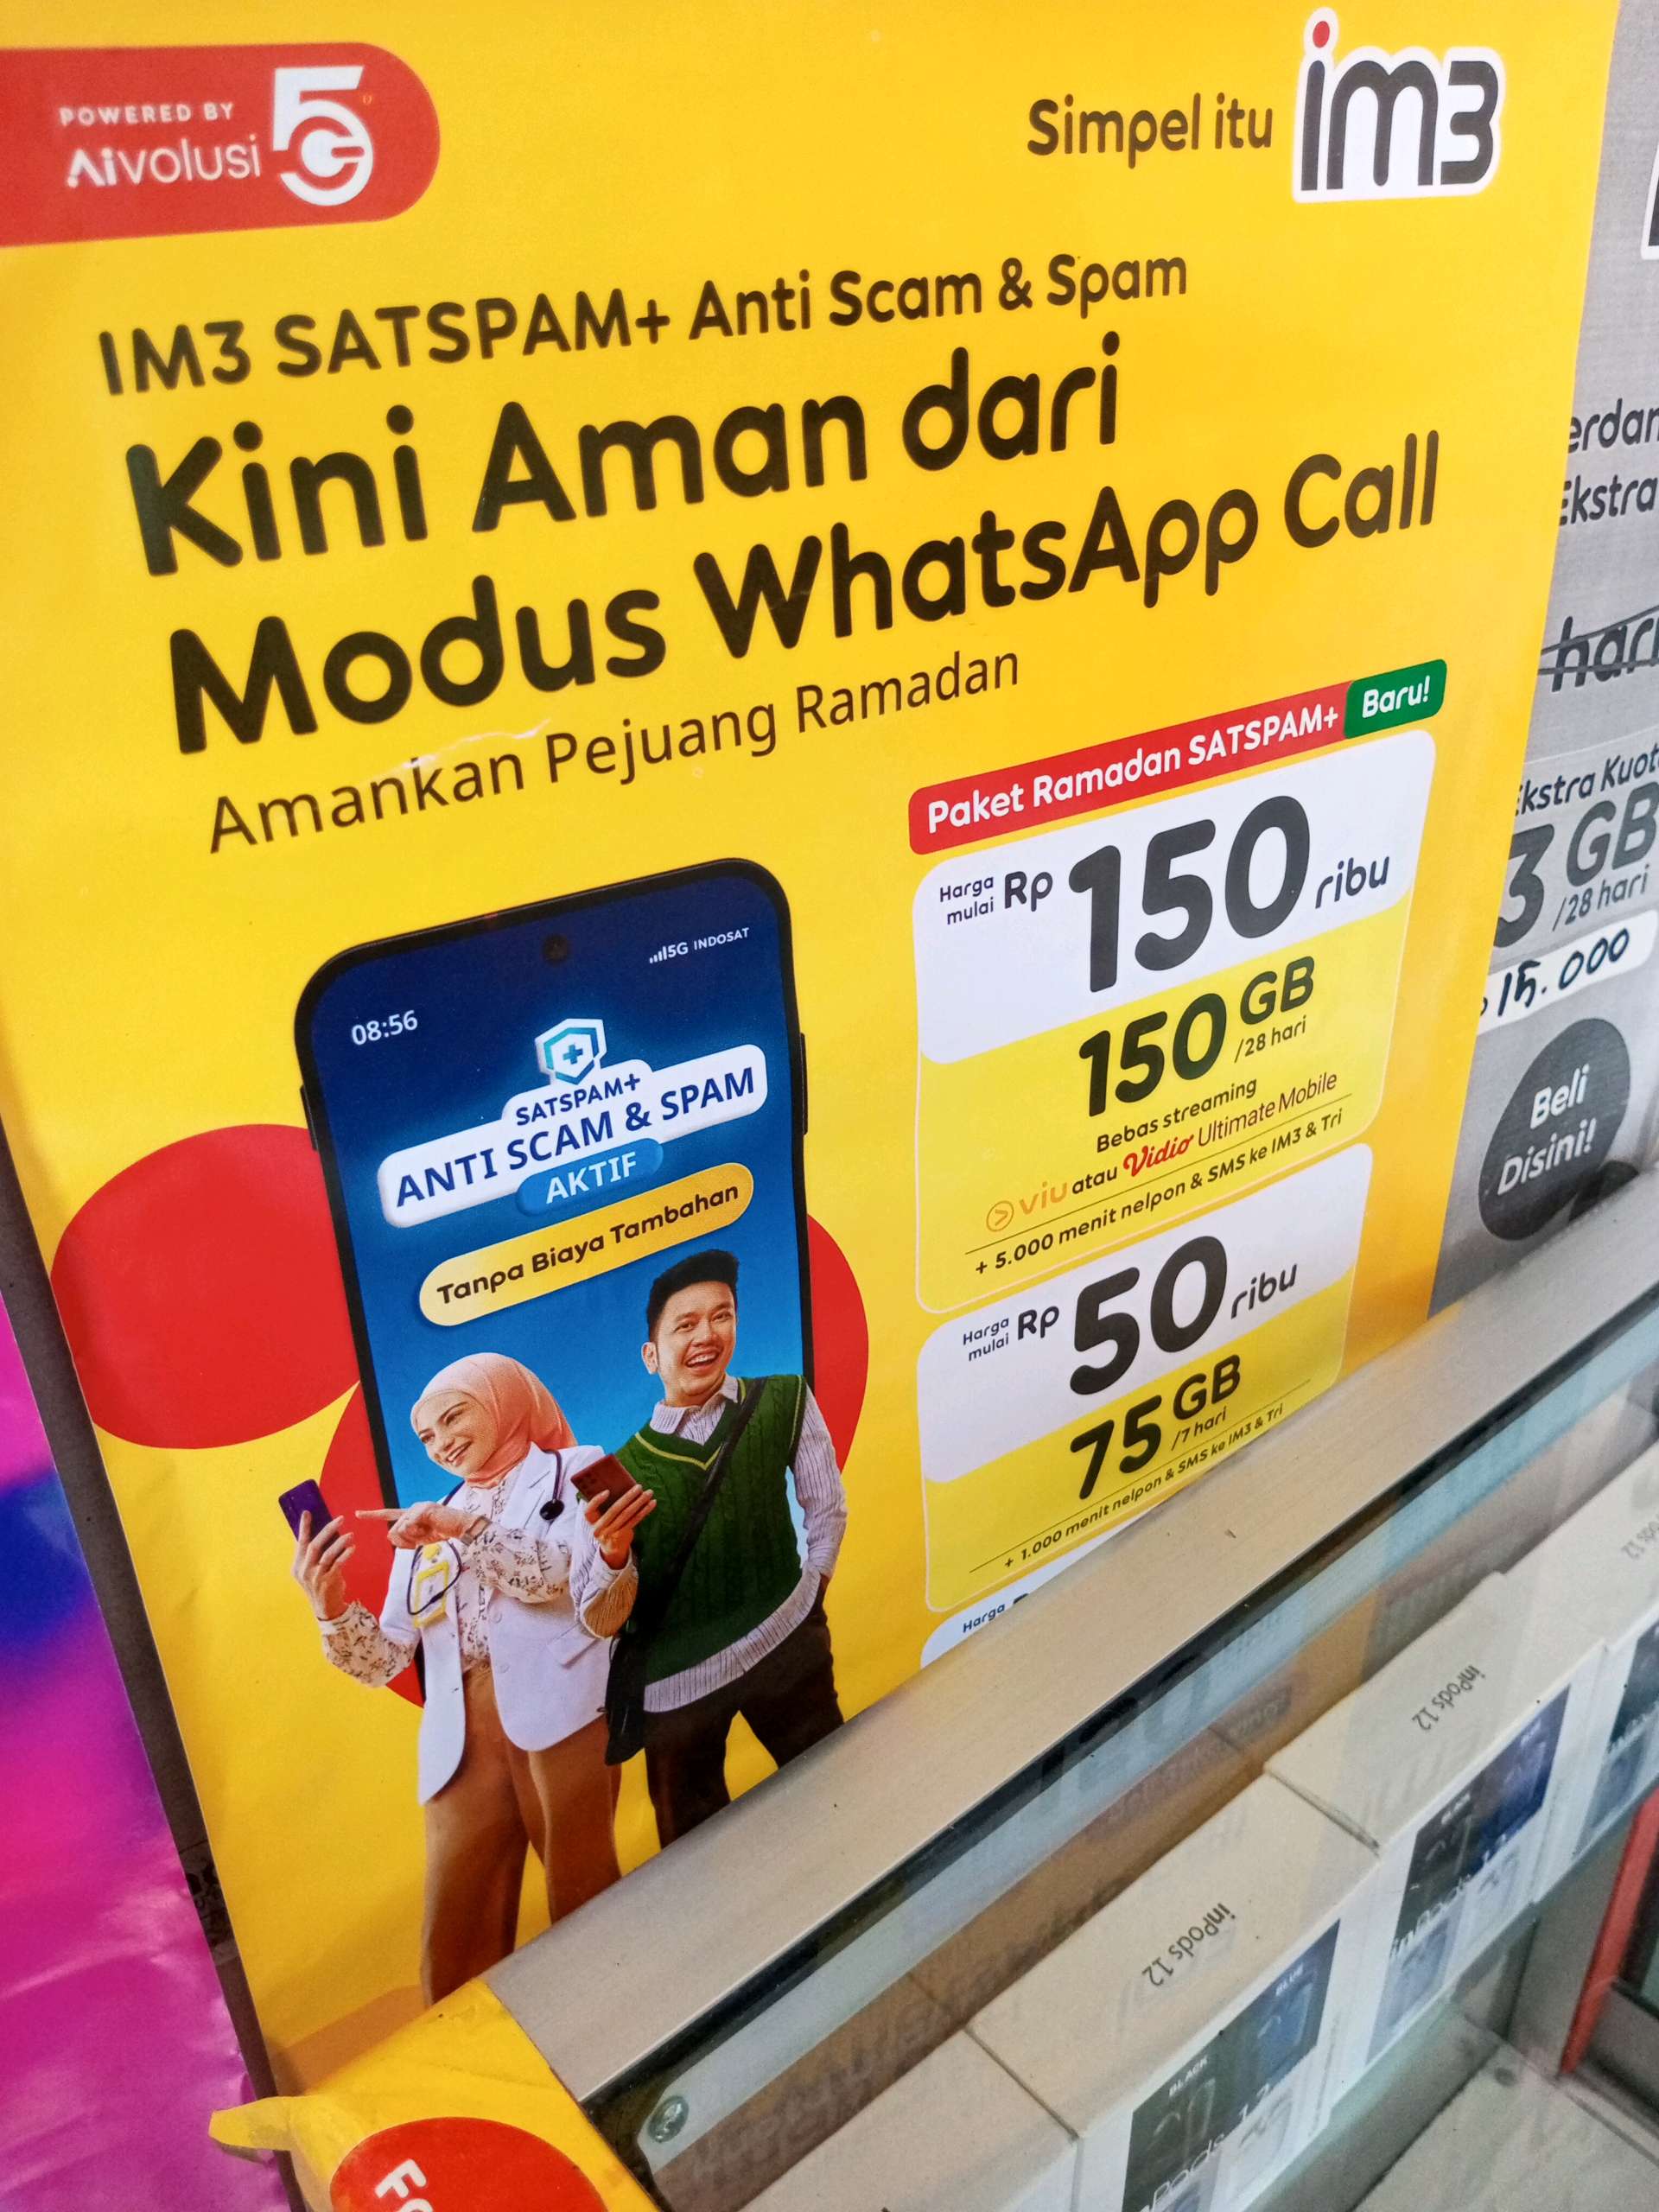 POWERED BY
Aivolusi 5G
Simpel itu im3
IM3 SATSPAM+ Anti Scam & Spam
Kini Aman dari
Modus WhatsApp Call
Amankan Pejuang Ramadan
Paket Ramadan SATSPAM+ Baru!
Harga mulai Rp 150 ribu
150 GB /28 hari
Bebas streaming
viu atau Vidio Ultimate Mobile
+ 5.000 menit nelpon & SMS ke IM3 & Tri
Harga mulai Rp 50 ribu
75 GB /7 hari
+ 1.000 menit nelpon & SMS ke IM3 & Tri
Harga
5G INDOSAT
08:56
SATSPAM+
ANTI SCAM & SPAM
AKTIF
Tanpa Biaya Tambahan
hari
3 GB
/28 hari
15.000
Beli
Disini!
inPods 12
inPods 12
BLACK
BLUE